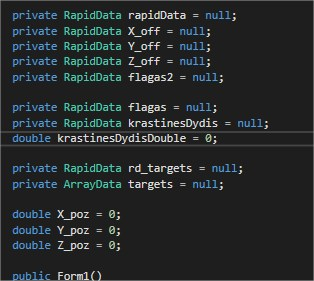 private RapidData rapidData = null;
private RapidData X_off = null;
private RapidData Y_off = null;
private RapidData Z_off = null;
private RapidData flagas2 = null;
private RapidData flagas = null;
private RapidData krastinesDydis = null;
double krastinesDydisDouble = 0;
private RapidData rd_targets = null;
private ArrayData targets = null;
double X_poz = 0;
double Y_poz = 0;
double Z_poz = 0;
public Form1()